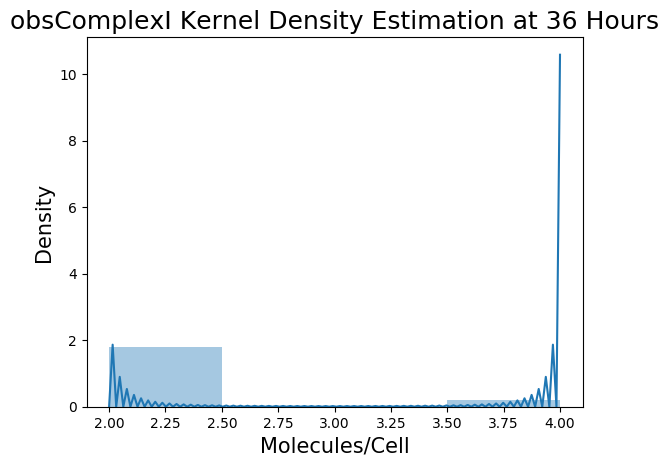 obsComplexI Kernel Density Estimation at 36 Hours
10
8
6
4
2
0
Density
2.00 2.25 2.50 2.75 3.00 3.25 3.50 3.75 4.00
Molecules/Cell